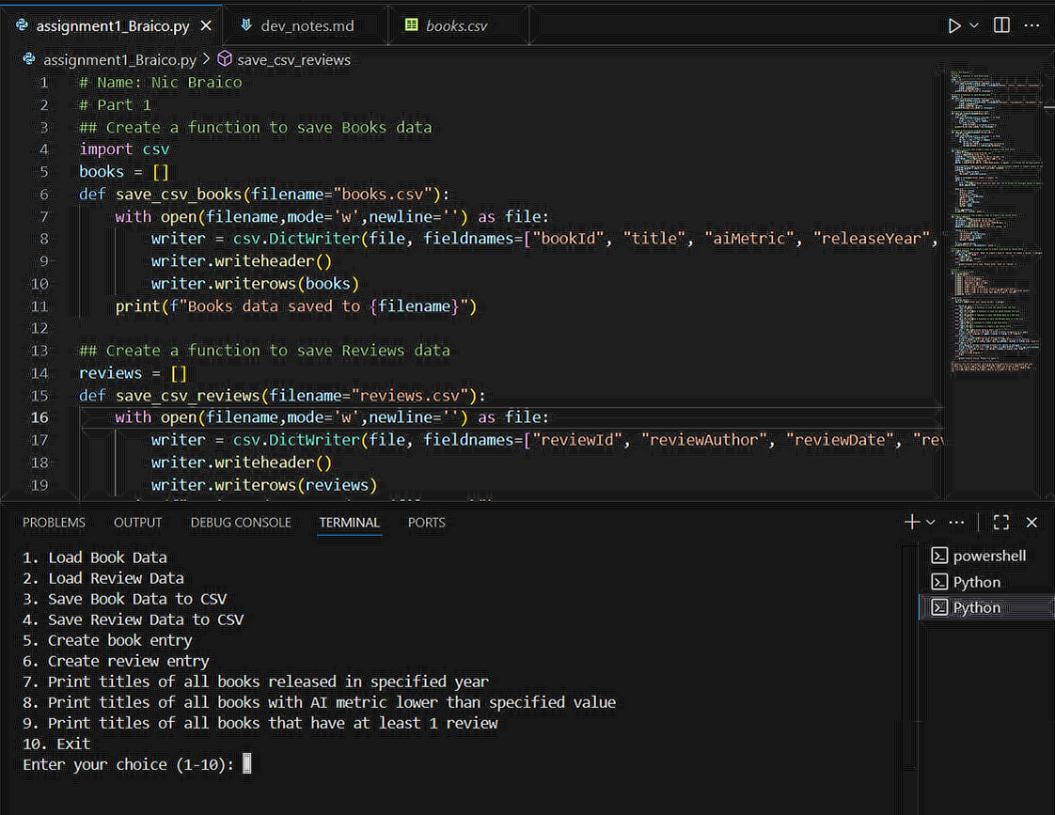 assignment1_Braico.py dev_notes.md books.csv
assignment1_Braico.py > save_csv_reviews
1 # Name: Nic Braico
2 # Part 1
3 ## Create a function to save Books data
4 import csv
5 books = []
6 def save_csv_books(filename="books.csv"):
7 with open(filename,mode='w',newline='') as file:
8 writer = csv.DictWriter(file, fieldnames=["bookId", "title", "aiMetric", "releaseYear",
9 writer.writeheader()
10 writer.writerows(books)
11 print(f"Books data saved to {filename}")
12
13 ## Create a function to save Reviews data
14 reviews = []
15 def save_csv_reviews(filename="reviews.csv"):
16 with open(filename,mode='w',newline='') as file:
17 writer = csv.DictWriter(file, fieldnames=["reviewId", "reviewAuthor", "reviewDate", "rev
18 writer.writeheader()
19 writer.writerows(reviews)
PROBLEMS OUTPUT DEBUG CONSOLE TERMINAL PORTS
1. Load Book Data
2. Load Review Data
3. Save Book Data to CSV
4. Save Review Data to CSV
5. Create book entry
6. Create review entry
7. Print titles of all books released in specified year
8. Print titles of all books with AI metric lower than specified value
9. Print titles of all books that have at least 1 review
10. Exit
Enter your choice (1-10):
powershell
Python
Python